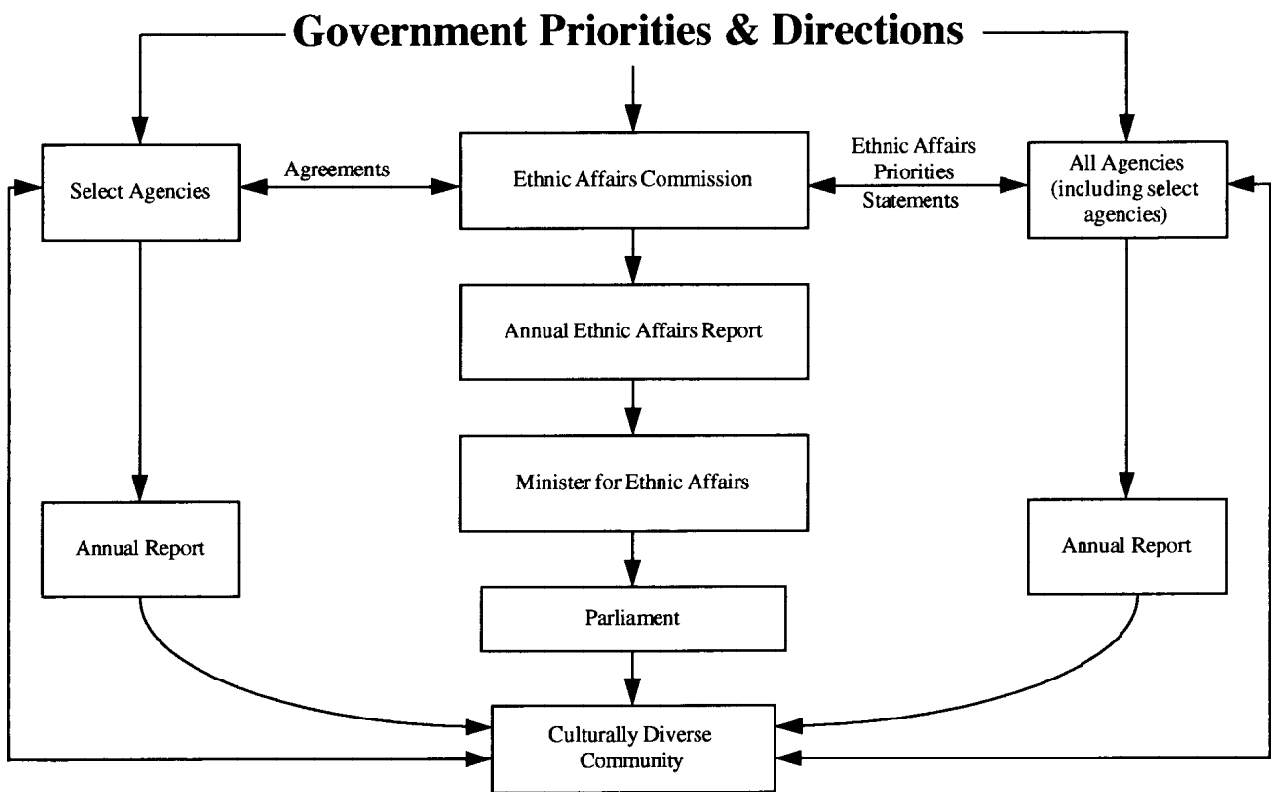 Government Priorities & Directions
Select Agencies
Agreements
Ethnic Affairs Commission
Ethnic Affairs
Priorities
Statements
All Agencies
(including select
agencies)
Annual Ethnic Affairs Report
Minister for Ethnic Affairs
Annual Report
Annual Report
Parliament
Culturally Diverse
Community